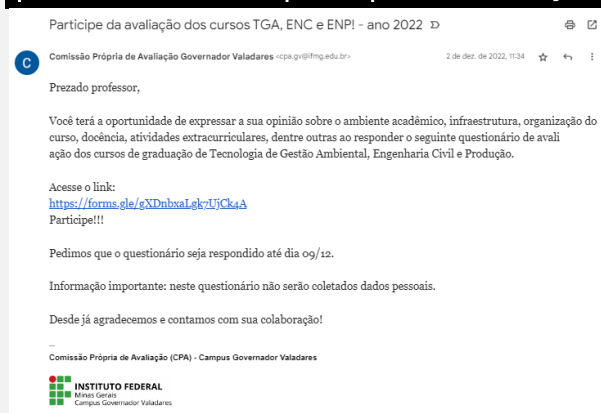 Participe da avaliação dos cursos TGA, ENC e ENP! - ano 2022
Comissão Própria de Avaliação Governador Valadares <cpa.gv@ifmg.edu.br>
2 de dez. de 2022, 11:34
C
Prezado professor,
Você terá a oportunidade de expressar a sua opinião sobre o ambiente acadêmico, infraestrutura, organização do
curso, docência, atividades extracurriculares, dentre outras ao responder o seguinte questionário de avali
ação dos cursos de graduação de Tecnologia de Gestão Ambiental, Engenharia Civil e Produção.
Acesse o link:
https://forms.gle/gXDnbxaLgk7UjCk4A
Participe!!!
Pedimos que o questionário seja respondido até dia 09/12.
Informação importante: neste questionário não serão coletados dados pessoais.
Desde já agradecemos e contamos com sua colaboração!
--
Comissão Própria de Avaliação (CPA) - Campus Governador Valadares
INSTITUTO FEDERAL
Minas Gerais
Campus Governador Valadares